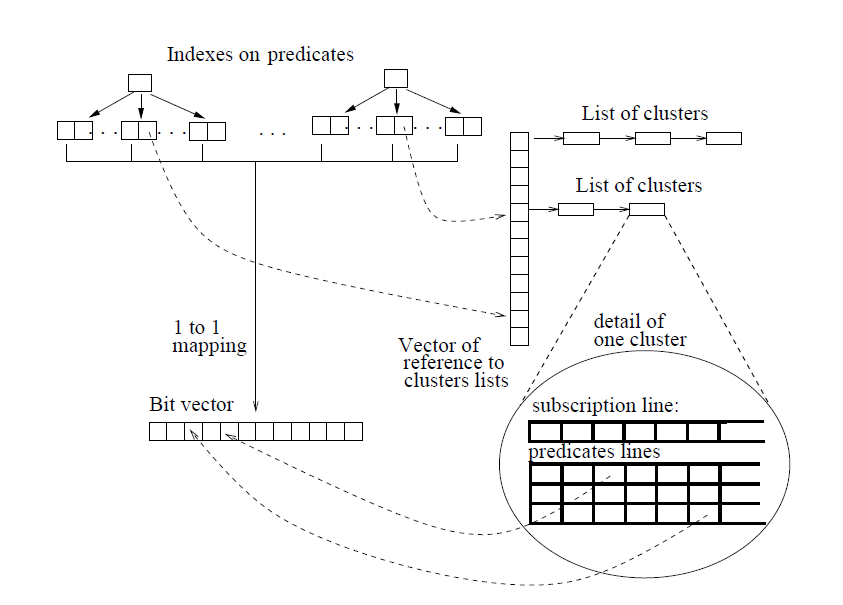 Indexes on predicates
. . .
. . .
. . .
. . .
. . .
List of clusters
List of clusters
1 to 1
mapping
Vector of
reference to
clusters lists
detail of
one cluster
Bit vector
subscription line:
predicates lines